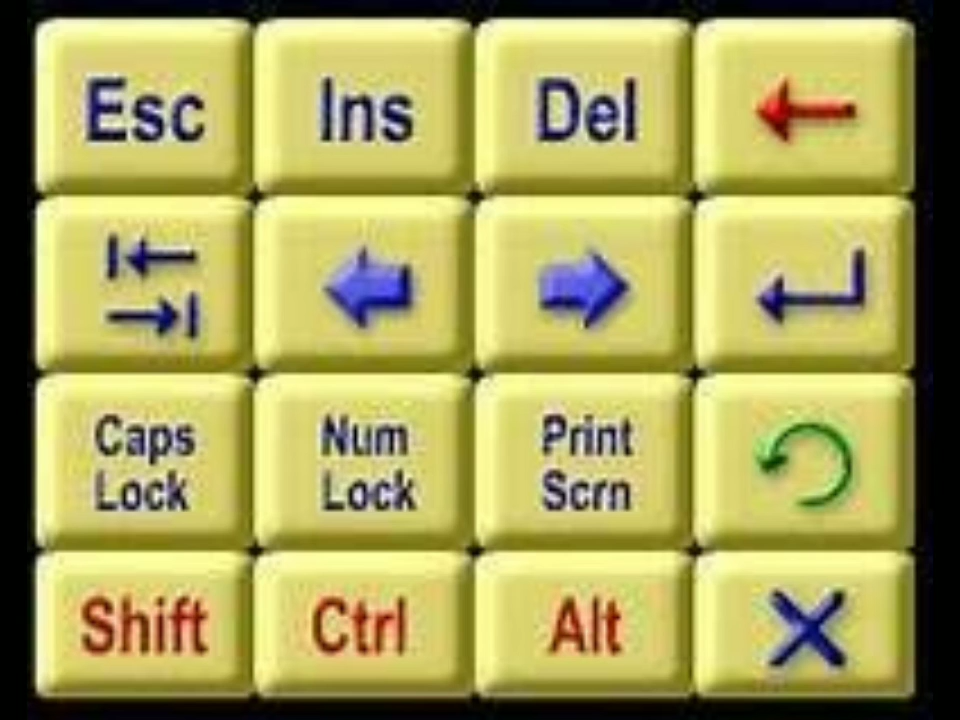 Esc Ins Del
Caps Lock
Num Lock
Print Scrn
Shift Ctrl Alt